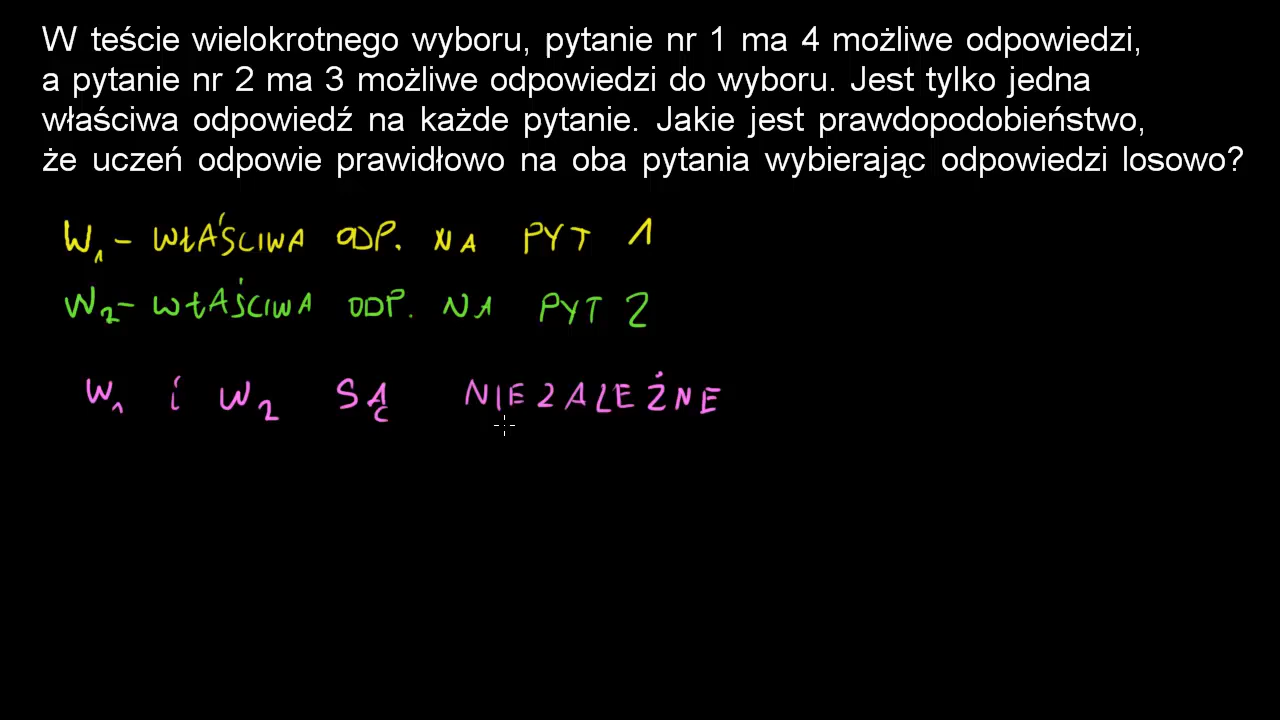 W teście wielokrotnego wyboru, pytanie nr 1 ma 4 możliwe odpowiedzi,
a pytanie nr 2 ma 3 możliwe odpowiedzi do wyboru. Jest tylko jedna
właściwa odpowiedź na każde pytanie. Jakie jest prawdopodobieństwo,
że uczeń odpowie prawidłowo na oba pytania wybierając odpowiedzi losowo?
W₁ – WŁAŚCIWA ODP. NA PYT 1
W₂ – WŁAŚCIWA ODP. NA PYT 2
W₁ i W₂ SĄ NIEZALEŻNE